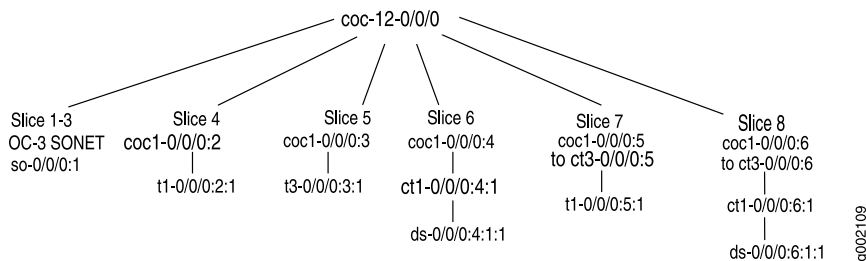 coc-12-0/0/0
Slice 1-3
OC-3 SONET
so-0/0/0:1
Slice 4
coc1-0/0/0:2
t1-0/0/0:2:1
Slice 5
coc1-0/0/0:3
t3-0/0/0:3:1
Slice 6
coc1-0/0/0:4
ct1-0/0/0:4:1
ds-0/0/0:4:1:1
Slice 7
coc1-0/0/0:5
to ct3-0/0/0:5
t1-0/0/0:5:1
Slice 8
coc1-0/0/0:6
to ct3-0/0/0:6
ct1-0/0/0:6:1
ds-0/0/0:6:1:1
g002109